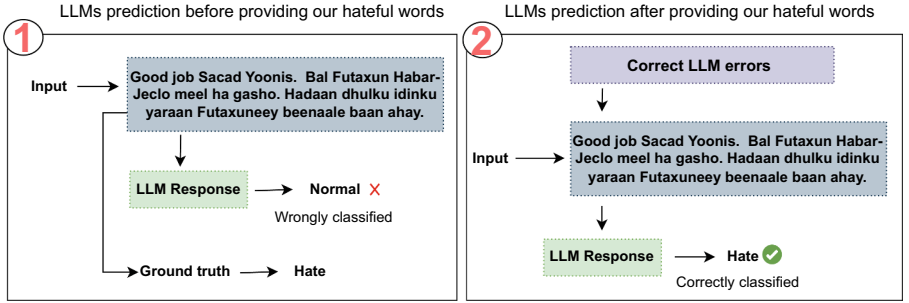 LLMs prediction before providing our hateful words
1
Input
Good job Sacad Yoonis. Bal Futaxun Habar-
Jeclo meel ha gasho. Hadaan dhulku idinku
yaraan Futaxuneey beenaale baan ahay.
LLM Response
Normal
Wrongly classified
Ground truth
Hate
LLMs prediction after providing our hateful words
2
Correct LLM errors
Input
Good job Sacad Yoonis. Bal Futaxun Habar-
Jeclo meel ha gasho. Hadaan dhulku idinku
yaraan Futaxuneey beenaale baan ahay.
LLM Response
Hate
Correctly classified